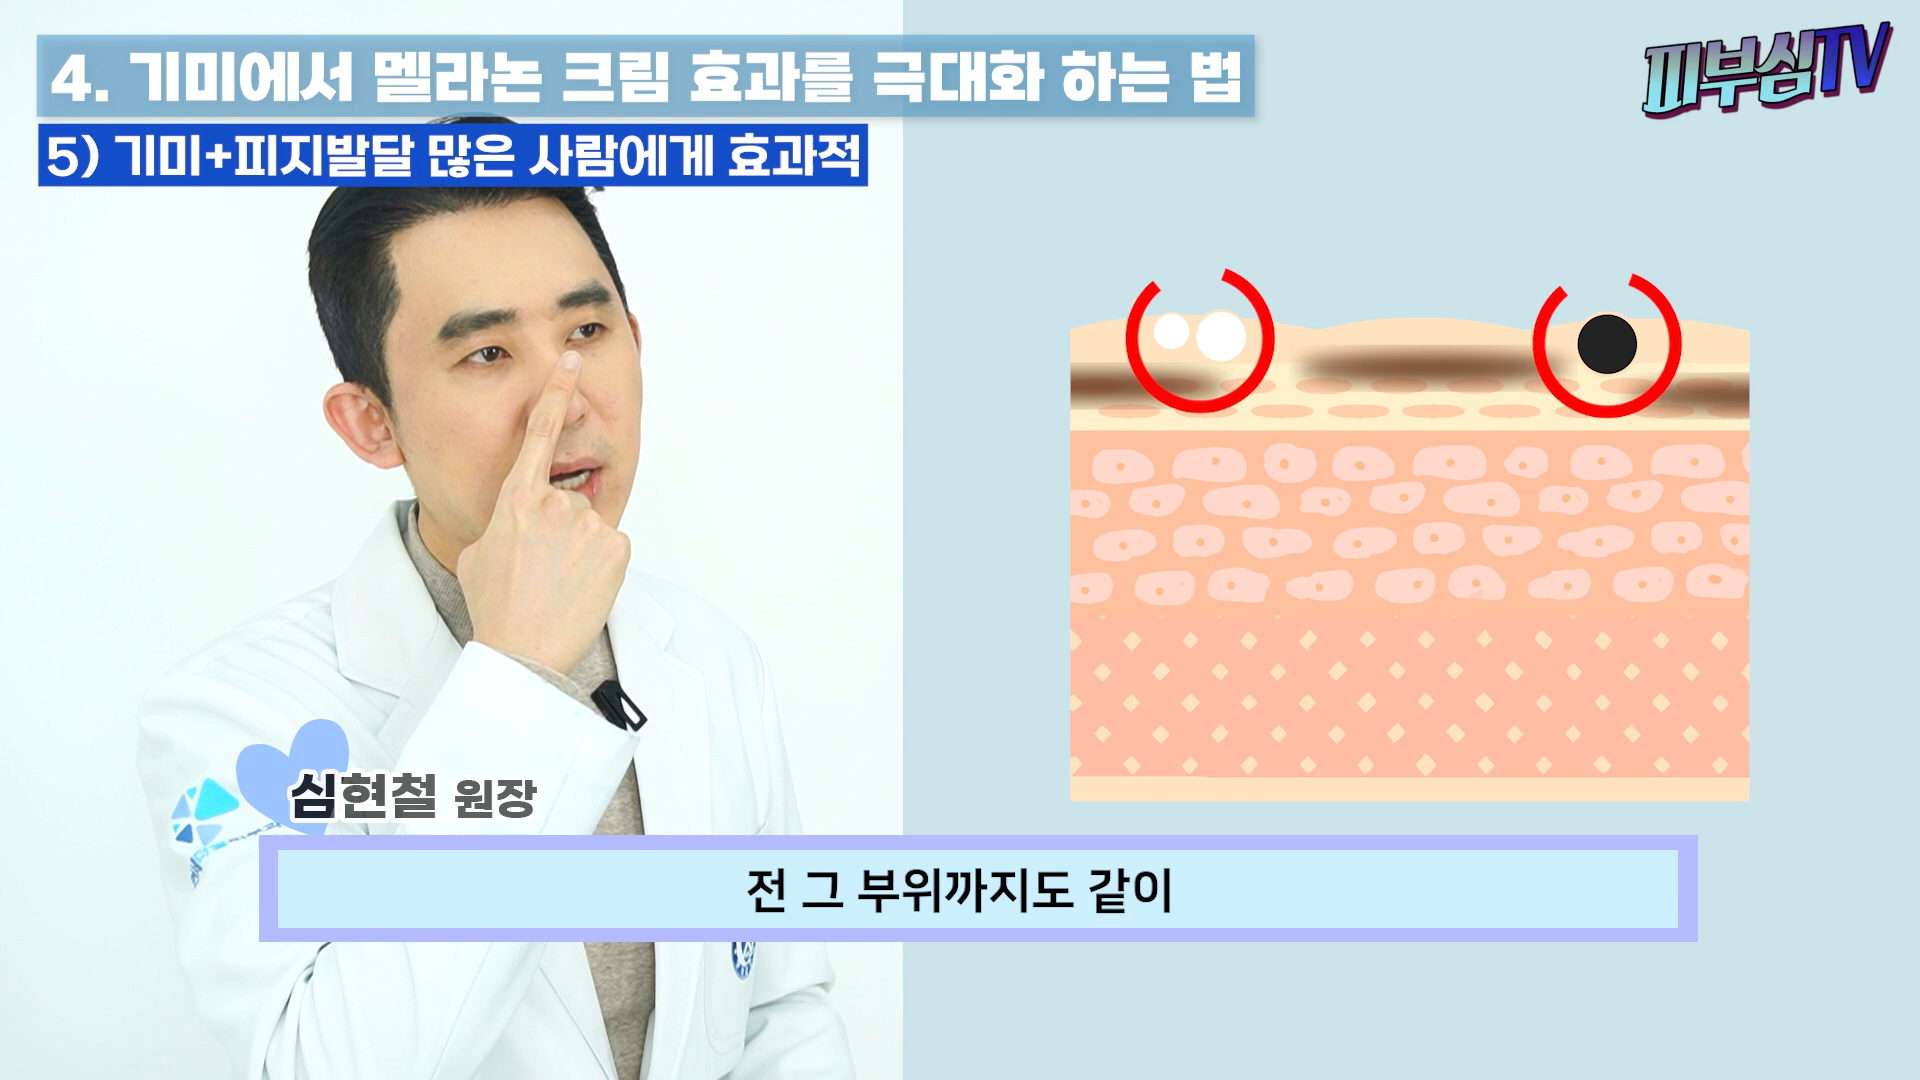 4. 기미에서 멜라논 크림 효과를 극대화 하는 법
피부심TV
5) 기미+피지발달 많은 사람에게 효과적
심현철 원장
전 그 부위까지도 같이